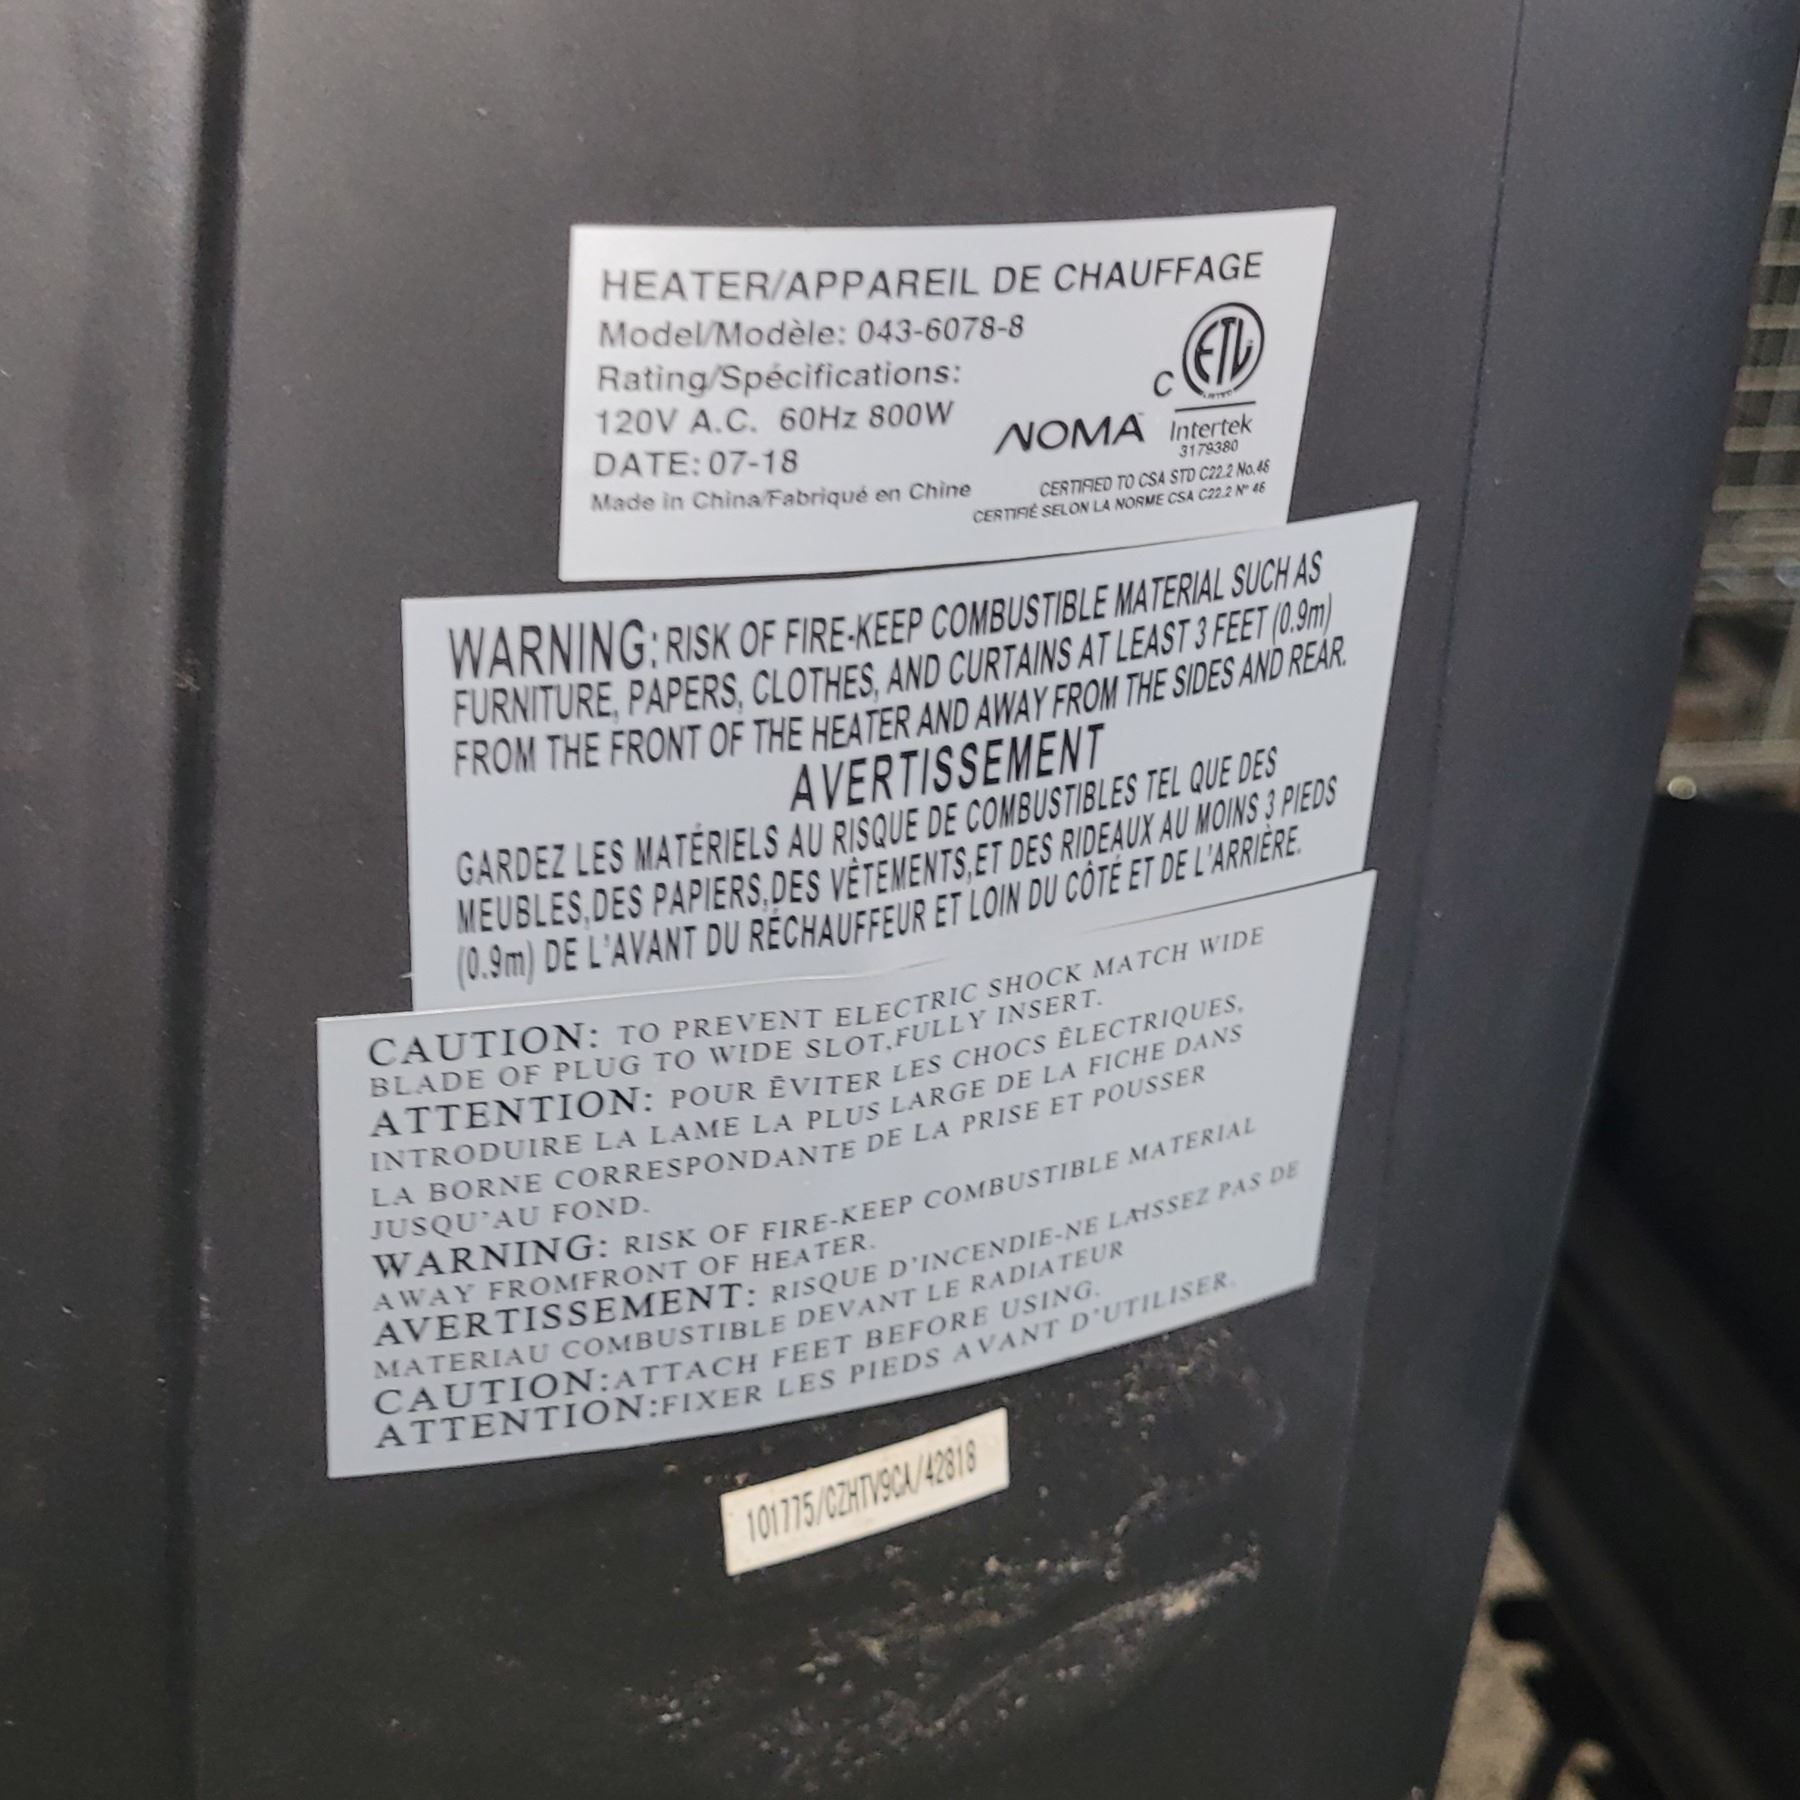 HEATER/APPAREIL DE CHAUFFAGE
Model/Modèle: 043-6078-8
Rating/Spécifications:
120V A.C. 60Hz 800W
DATE: 07-18
Made in China/Fabriqué en Chine
NOMA
C ETL
LISTED
Intertek
3179380
CERTIFIED TO CSA STD C22.2 No.46
CERTIFIÉ SELON LA NORME CSA C22.2 N° 46
WARNING: RISK OF FIRE-KEEP COMBUSTIBLE MATERIAL SUCH AS
FURNITURE, PAPERS, CLOTHES, AND CURTAINS AT LEAST 3 FEET (0.9m)
FROM THE FRONT OF THE HEATER AND AWAY FROM THE SIDES AND REAR.
AVERTISSEMENT
GARDEZ LES MATÉRIELS AU RISQUE DE COMBUSTIBLES TEL QUE DES
MEUBLES,DES PAPIERS,DES VÊTEMENTS,ET DES RIDEAUX AU MOINS 3 PIEDS
(0.9m) DE L'AVANT DU RÉCHAUFFEUR ET LOIN DU CÔTÉ ET DE L'ARRIÈRE.
CAUTION: TO PREVENT ELECTRIC SHOCK MATCH WIDE
BLADE OF PLUG TO WIDE SLOT,FULLY INSERT.
ATTENTION: POUR ĒVITER LES CHOCS ĒLECTRIQUES,
INTRODUIRE LA LAME LA PLUS LARGE DE LA FICHE DANS
LA BORNE CORRESPONDANTE DE LA PRISE ET POUSSER
JUSQU'AU FOND.
WARNING: RISK OF FIRE-KEEP COMBUSTIBLE MATERIAL
AWAY FROMFRONT OF HEATER.
AVERTISSEMENT: RISQUE D'INCENDIE-NE LAISSEZ PAS DE
MATERIAU COMBUSTIBLE DEVANT LE RADIATEUR
CAUTION:ATTACH FEET BEFORE USING.
ATTENTION:FIXER LES PIEDS AVANT D'UTILISER.
101775/CZHTV9CA/42818